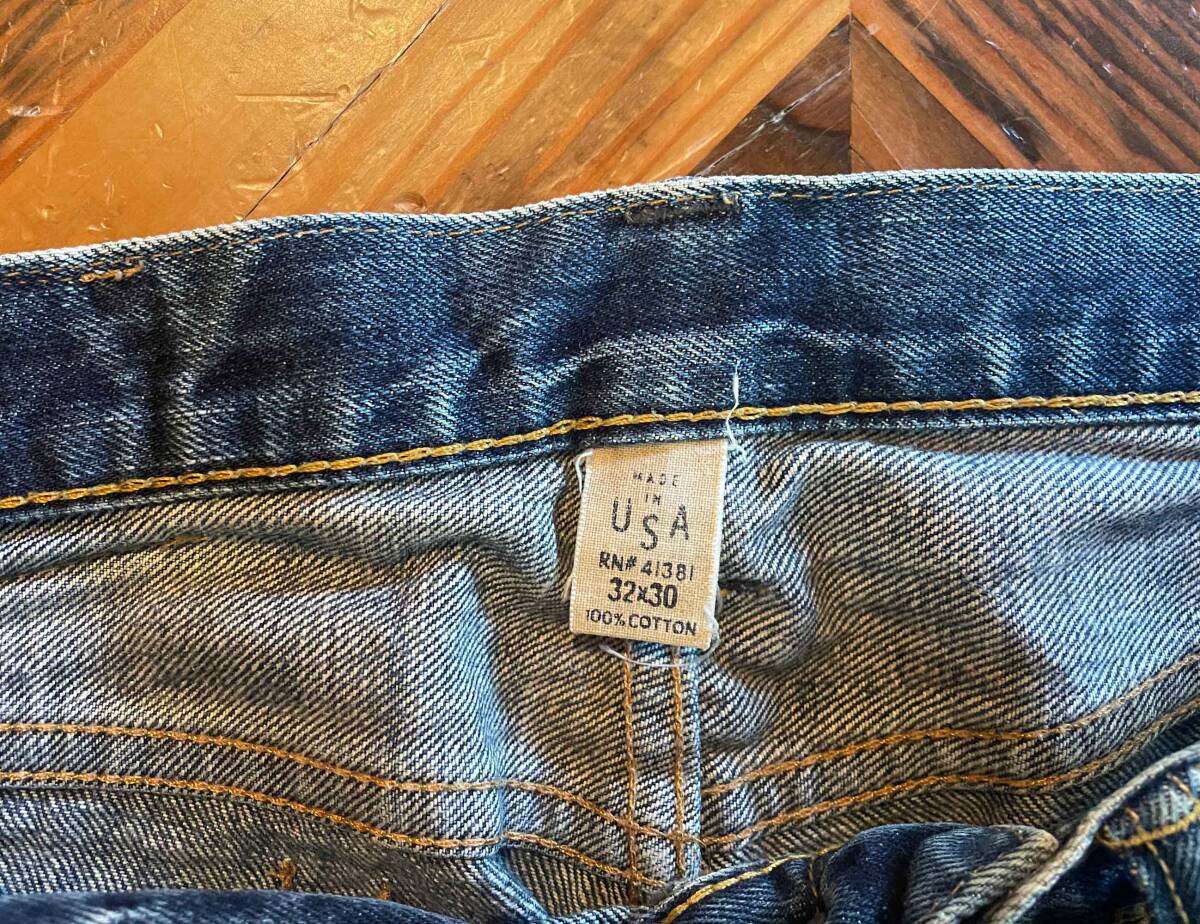 MADE
IN
USA
RN# 41381
32x30
100% COTTON